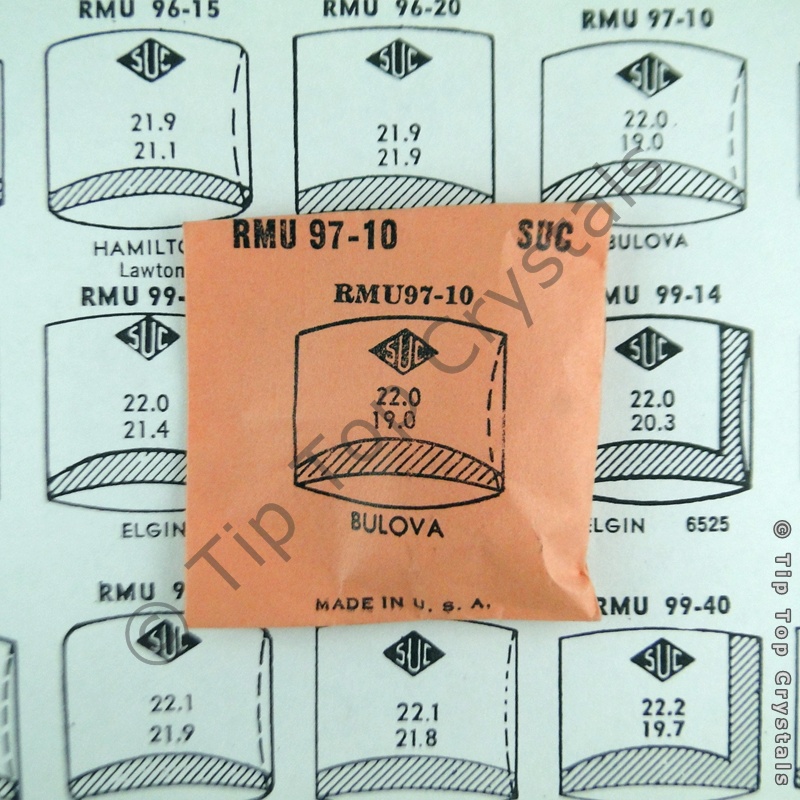 RMU 96-15
RMU 96-20
RMU 97-10
SUC
SUC
SUC
21.9
21.1
21.9
21.9
22.0
19.0
HAMILTO
Lawton
BULOVA
RMU 97-10 SUC
RMU97-10
SUC
22.0
19.0
BULOVA
MADE IN U. S. A.
RMU 99-
MU 99-14
SUC
SUC
22.0
21.4
22.0
20.3
ELGIN
ELGIN 6525
RMU 9
RMU 99-40
SUC
SUC
SUC
22.1
21.9
22.1
21.8
22.2
19.7
© Tip Top Crystals
© Tip Top Crystals